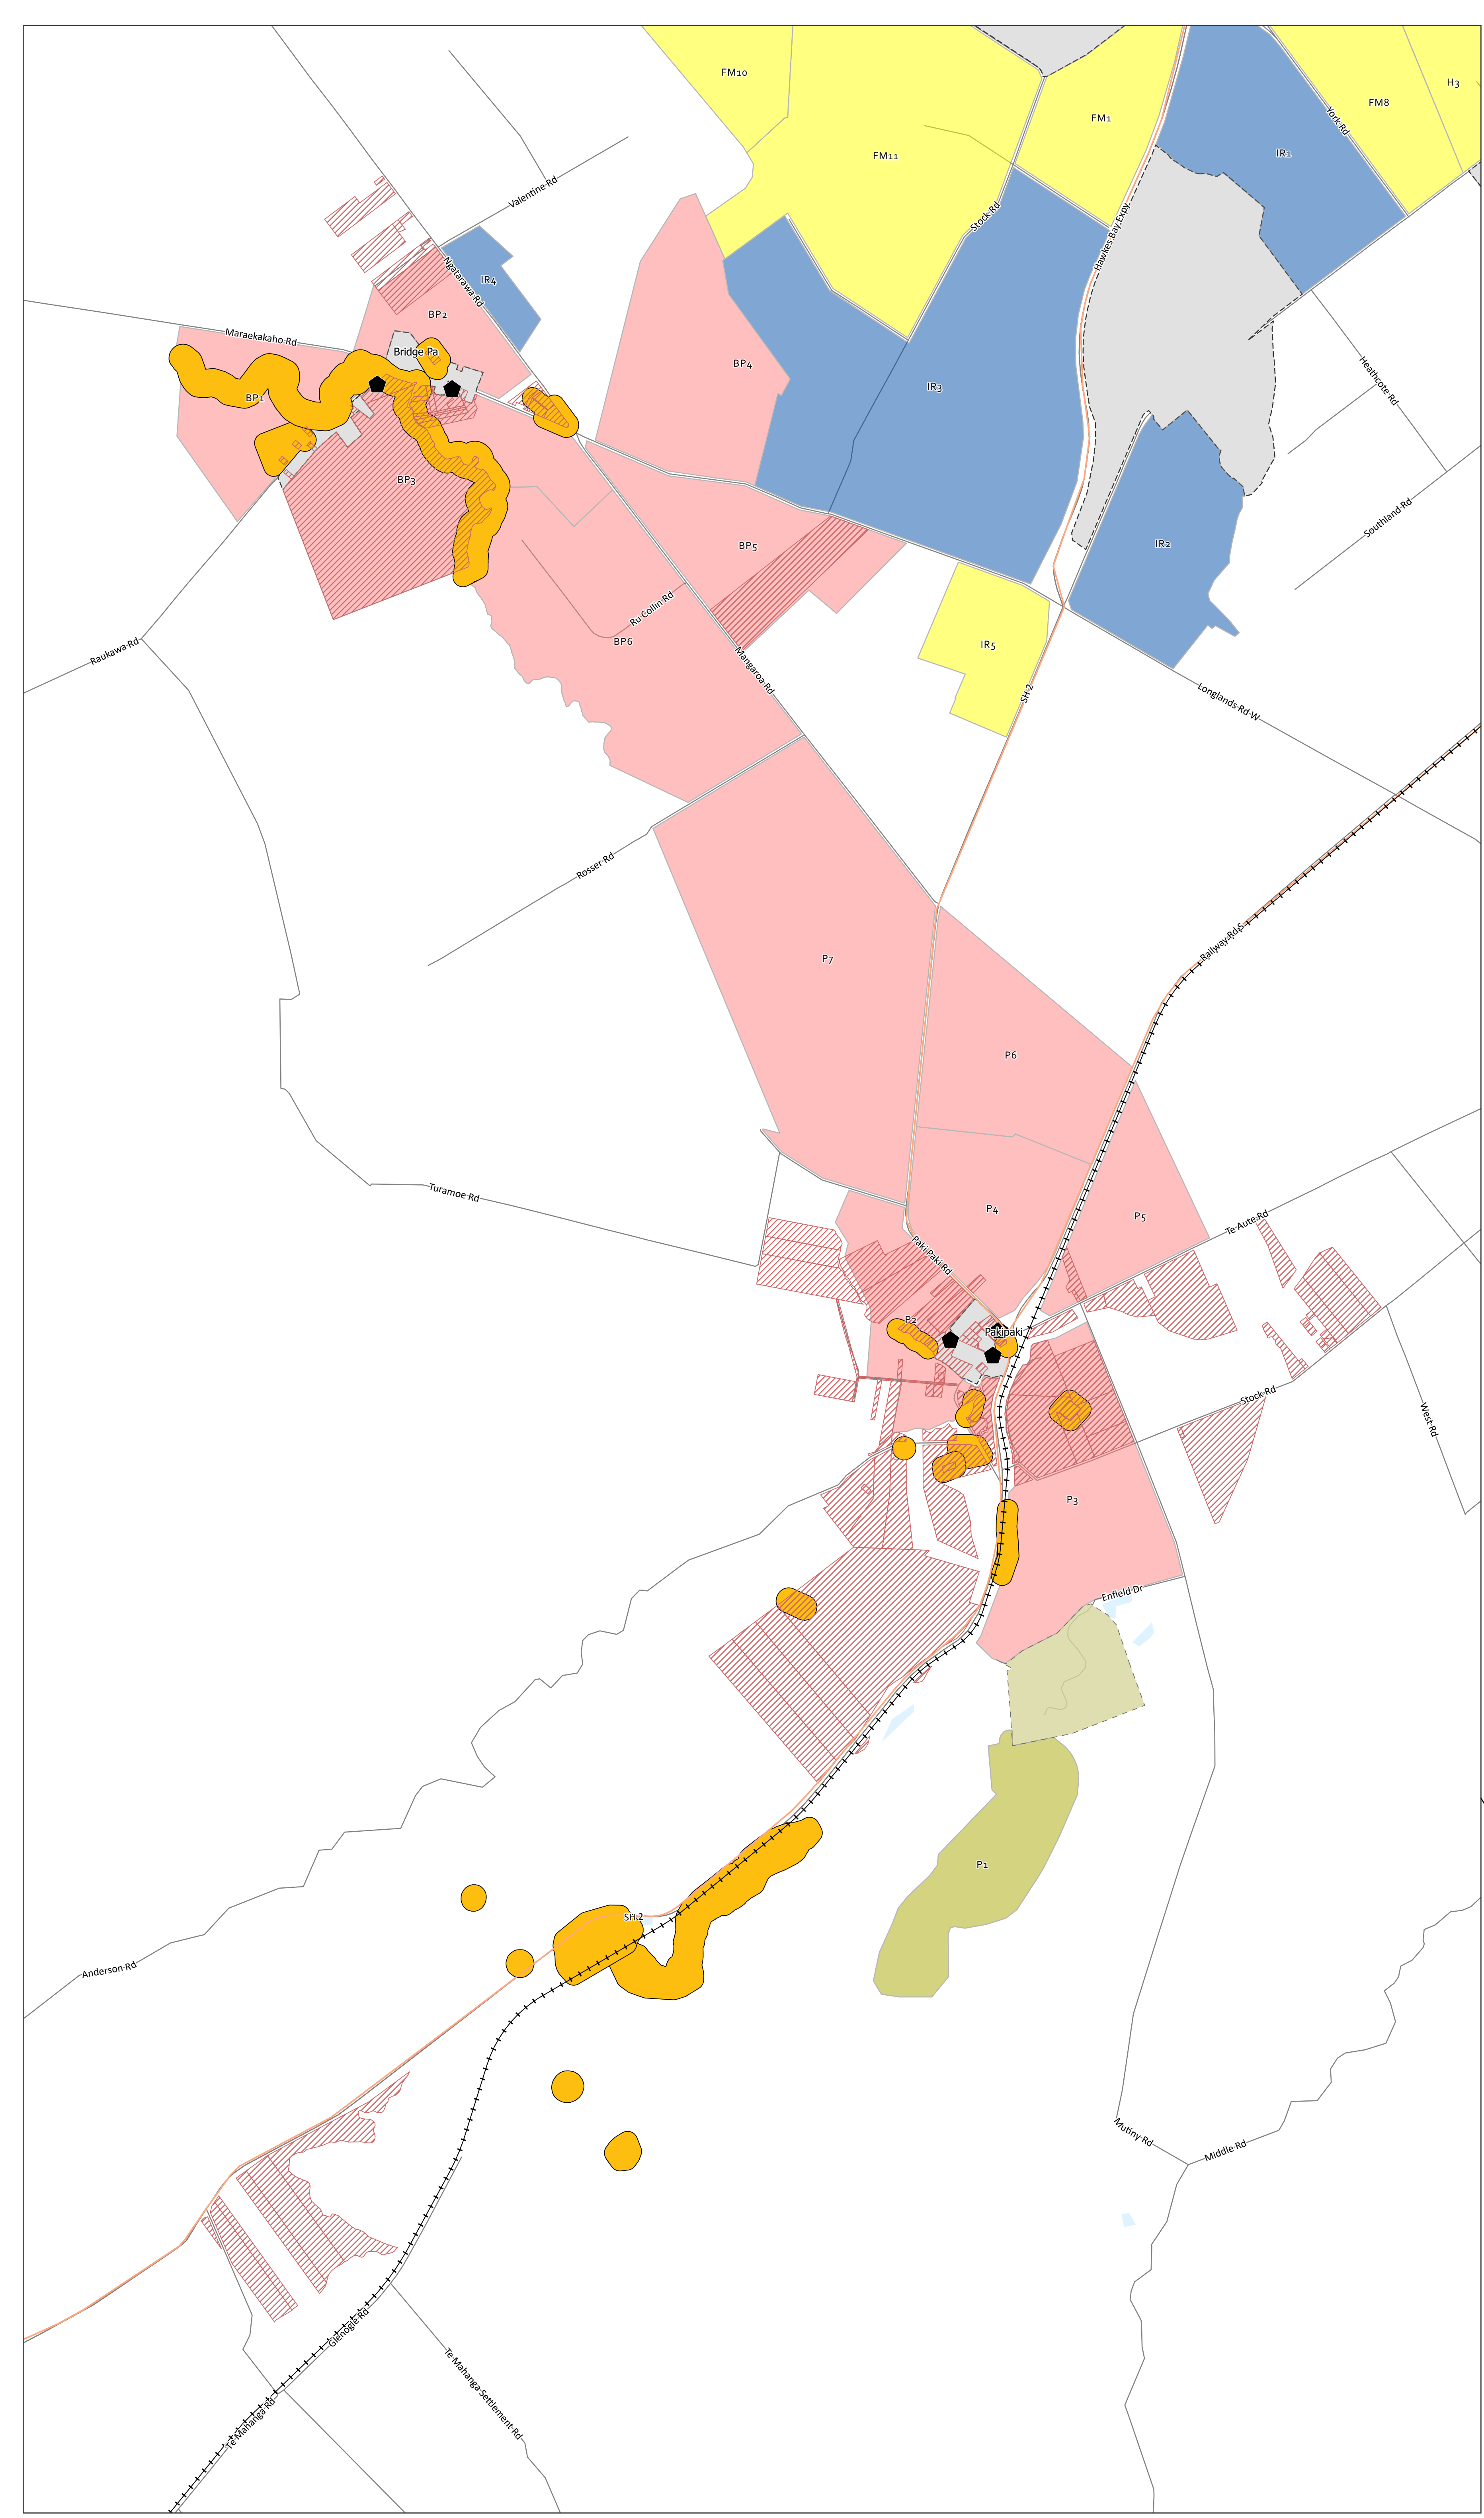 FM10
H3
FM8
FM1
York Rd
IR1
FM11
Valentine Rd
Stock Rd
Hawkes Bay Expy
IR4
Ngatarawa Rd
BP2
Maraekakaho Rd
Bridge Pa
BP4
Heathcote Rd
IR3
BP1
BP3
Southland Rd
BP5
IR2
Ru Collin Rd
BP6
IR5
Raukawa Rd
Mangaroa Rd
SH 2
Longlands Rd W
Rosser Rd
Railway Rd S
P7
P6
Turamoe Rd
P4
P5
Te Aute Rd
Paki Paki Rd
P2
Pakipaki
Stock Rd
West Rd
P3
Enfield Dr
P1
SH 2
Anderson Rd
Mutiny Rd
Middle Rd
Glenogle Rd
Te Mahanga Rd
Te Mahanga Settlement Rd